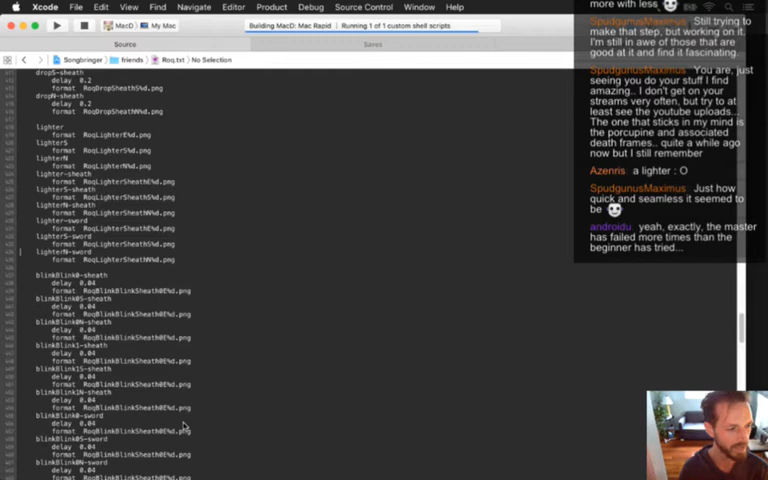 Xcode File Edit View Find Navigate Editor Product Debug Source Control Window Help
MacD My Mac
Building MacD: Mac Rapid | Running 1 of 1 custom shell scripts
Source
Saves
Songbringer friends Roq.txt No Selection
dropS-sheath
delay 0.2
format RoqDropSheathS%d.png
dropN-sheath
delay 0.2
format RoqDropSheathN%d.png
lighter
format RoqLighterE%d.png
lighterS
format RoqLighterS%d.png
lighterN
format RoqLighterN%d.png
lighter-sheath
format RoqLighterSheathE%d.png
lighterS-sheath
format RoqLighterSheathS%d.png
lighterN-sheath
format RoqLighterSheathN%d.png
lighter-sword
format RoqLighterSheathE%d.png
lighterS-sword
format RoqLighterSheathS%d.png
lighterN-sword
format RoqLighterSheathN%d.png
blinkBlink0-sheath
delay 0.04
format RoqBlinkBlinkSheath0E%d.png
blinkBlink0S-sheath
delay 0.04
format RoqBlinkBlinkSheath0E%d.png
blinkBlink0N-sheath
delay 0.04
format RoqBlinkBlinkSheath0E%d.png
blinkBlink1-sheath
delay 0.04
format RoqBlinkBlinkSheath0E%d.png
blinkBlink1S-sheath
delay 0.04
format RoqBlinkBlinkSheath0E%d.png
blinkBlink1N-sheath
delay 0.04
format RoqBlinkBlinkSheath0E%d.png
blinkBlink0-sword
delay 0.04
format RoqBlinkBlinkSheath0E%d.png
blinkBlink0S-sword
delay 0.04
format RoqBlinkBlinkSheath0E%d.png
blinkBlink0N-sword
delay 0.04
more with less
SpudgunusMaximus Still trying to
make that step, but working on it.
I'm still in awe of those that are
good at it and find it fascinating.
SpudgunusMaximus You are, just
seeing you do your stuff I find
amazing.. I don't get on your
streams very often, but try to at
least see the youtube uploads...
The one that sticks in my mind is
the porcupine and associated
death frames.. quite a while ago
now but I still remember
Azenris a lighter : O
SpudgunusMaximus Just how
quick and seamless it seemed to
be
androidu yeah, exactly, the master
has failed more times than the
beginner has tried...